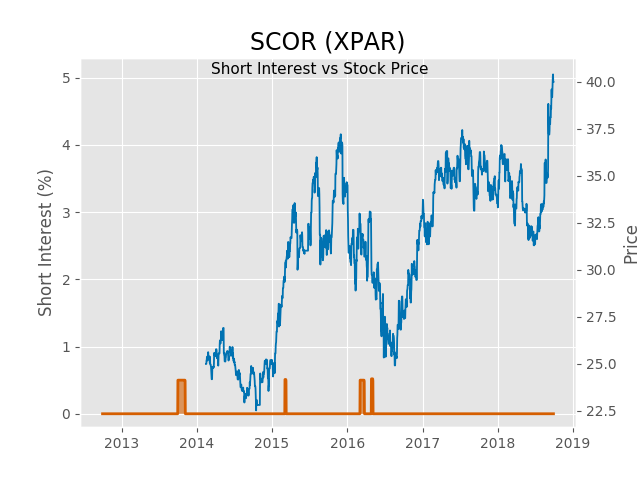 SCOR (XPAR)
Short Interest vs Stock Price
Short Interest (%)
5
4
3
2
1
0
40.0
37.5
35.0
32.5
30.0
27.5
25.0
22.5
Price
2013 2014 2015 2016 2017 2018 2019